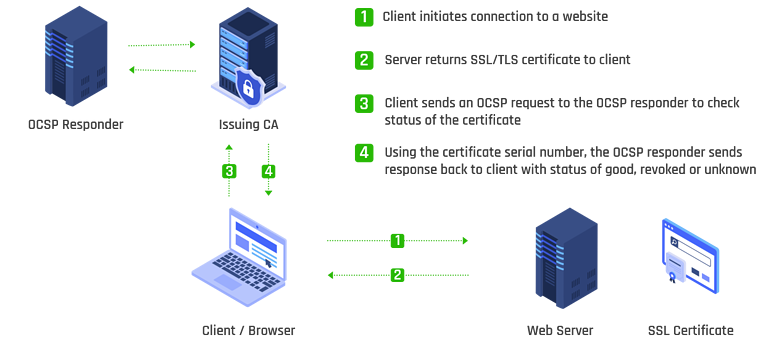 1 Client initiates connection to a website
2 Server returns SSL/TLS certificate to client
3 Client sends an OCSP request to the OCSP responder to check
status of the certificate
4 Using the certificate serial number, the OCSP responder sends
response back to client with status of good, revoked or unknown
OCSP Responder
Issuing CA
3
4
1
2
Client / Browser
Web Server
SSL Certificate